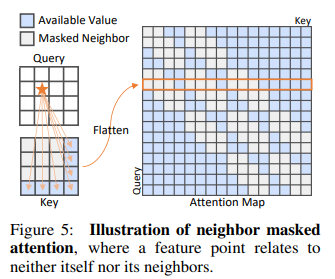 Available Value
Masked Neighbor
Key
Query
Flatten
Query
Key
Attention Map
Figure 5: Illustration of neighbor masked
attention, where a feature point relates to
neither itself nor its neighbors.